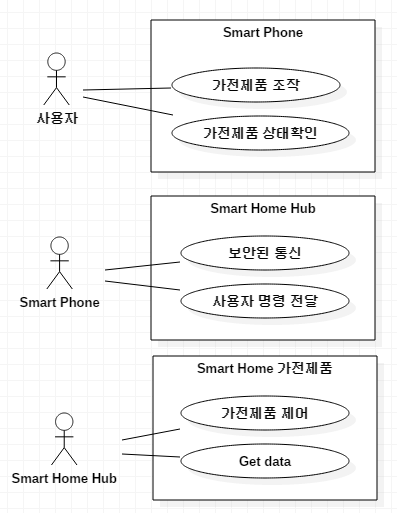 Smart Phone
가전제품 조작
사용자
가전제품 상태확인
Smart Home Hub
보안된 통신
Smart Phone
사용자 명령 전달
Smart Home 가전제품
가전제품 제어
Get data
Smart Home Hub